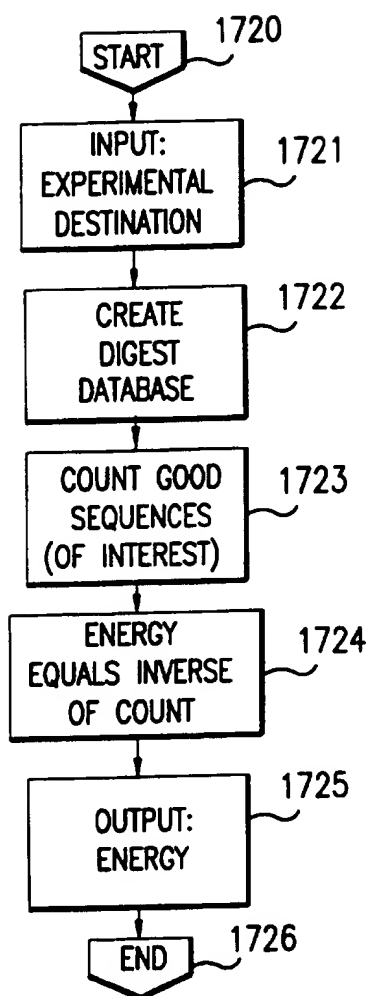 START
1720
INPUT:
EXPERIMENTAL
DESTINATION
1721
CREATE
DIGEST
DATABASE
1722
COUNT GOOD
SEQUENCES
(OF INTEREST)
1723
ENERGY
EQUALS INVERSE
OF COUNT
1724
OUTPUT:
ENERGY
1725
END
1726